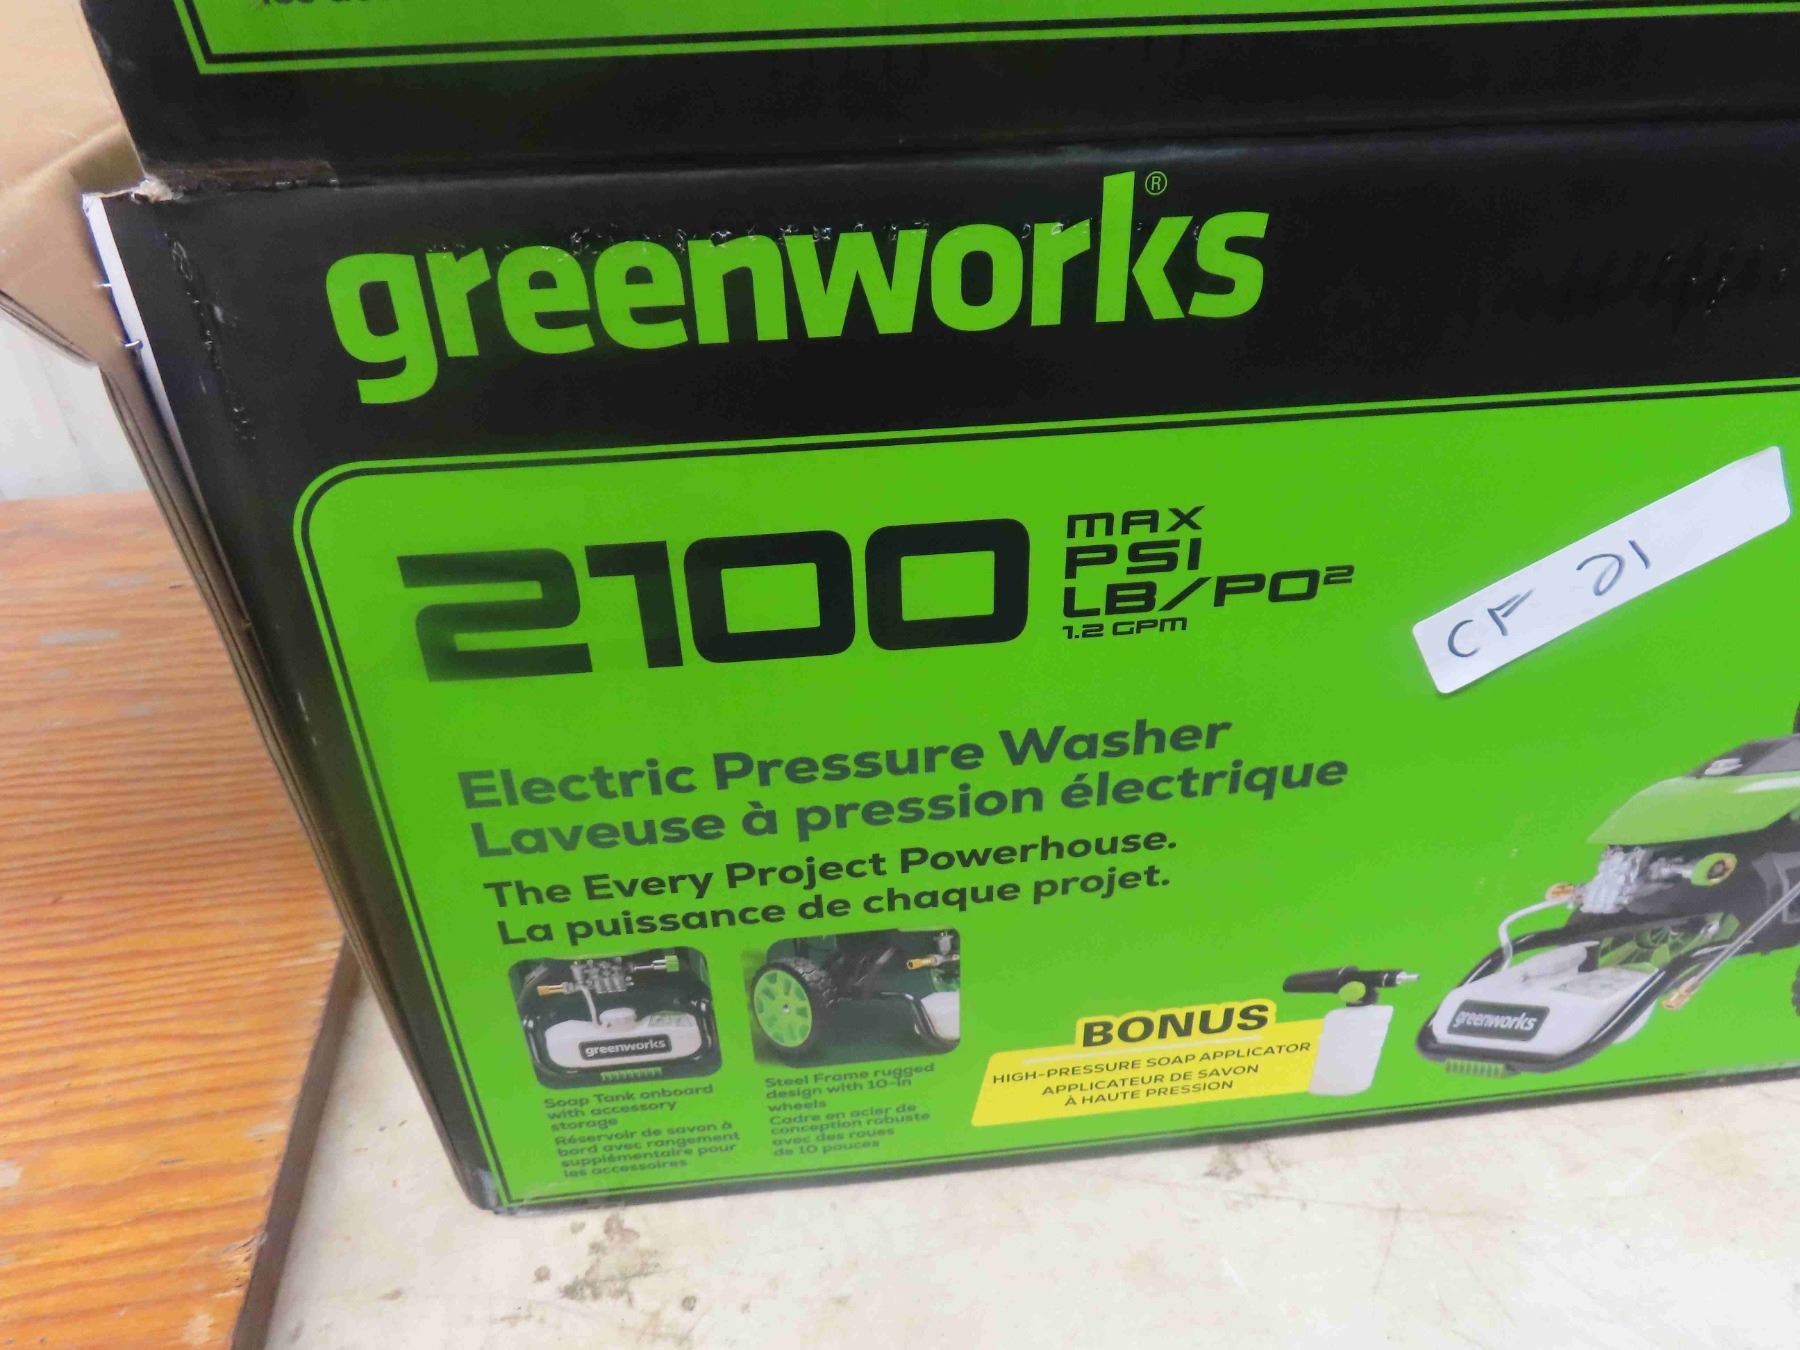 greenworks®
2100
MAX
PSI
LB/PO²
1.2 GPM
CF 21
Electric Pressure Washer
Laveuse à pression électrique
The Every Project Powerhouse.
La puissance de chaque projet.
greenworks
Soap Tank onboard
with accessory
storage
Réservoir de savon à
bord avec rangement
supplémentaire pour
les accessoires
Steel Frame rugged
design with 10-in
wheels
Cadre en acier de
conception robuste
avec des roues
de 10 pouces
BONUS
HIGH-PRESSURE SOAP APPLICATOR
APPLICATEUR DE SAVON
À HAUTE PRESSION
greenworks